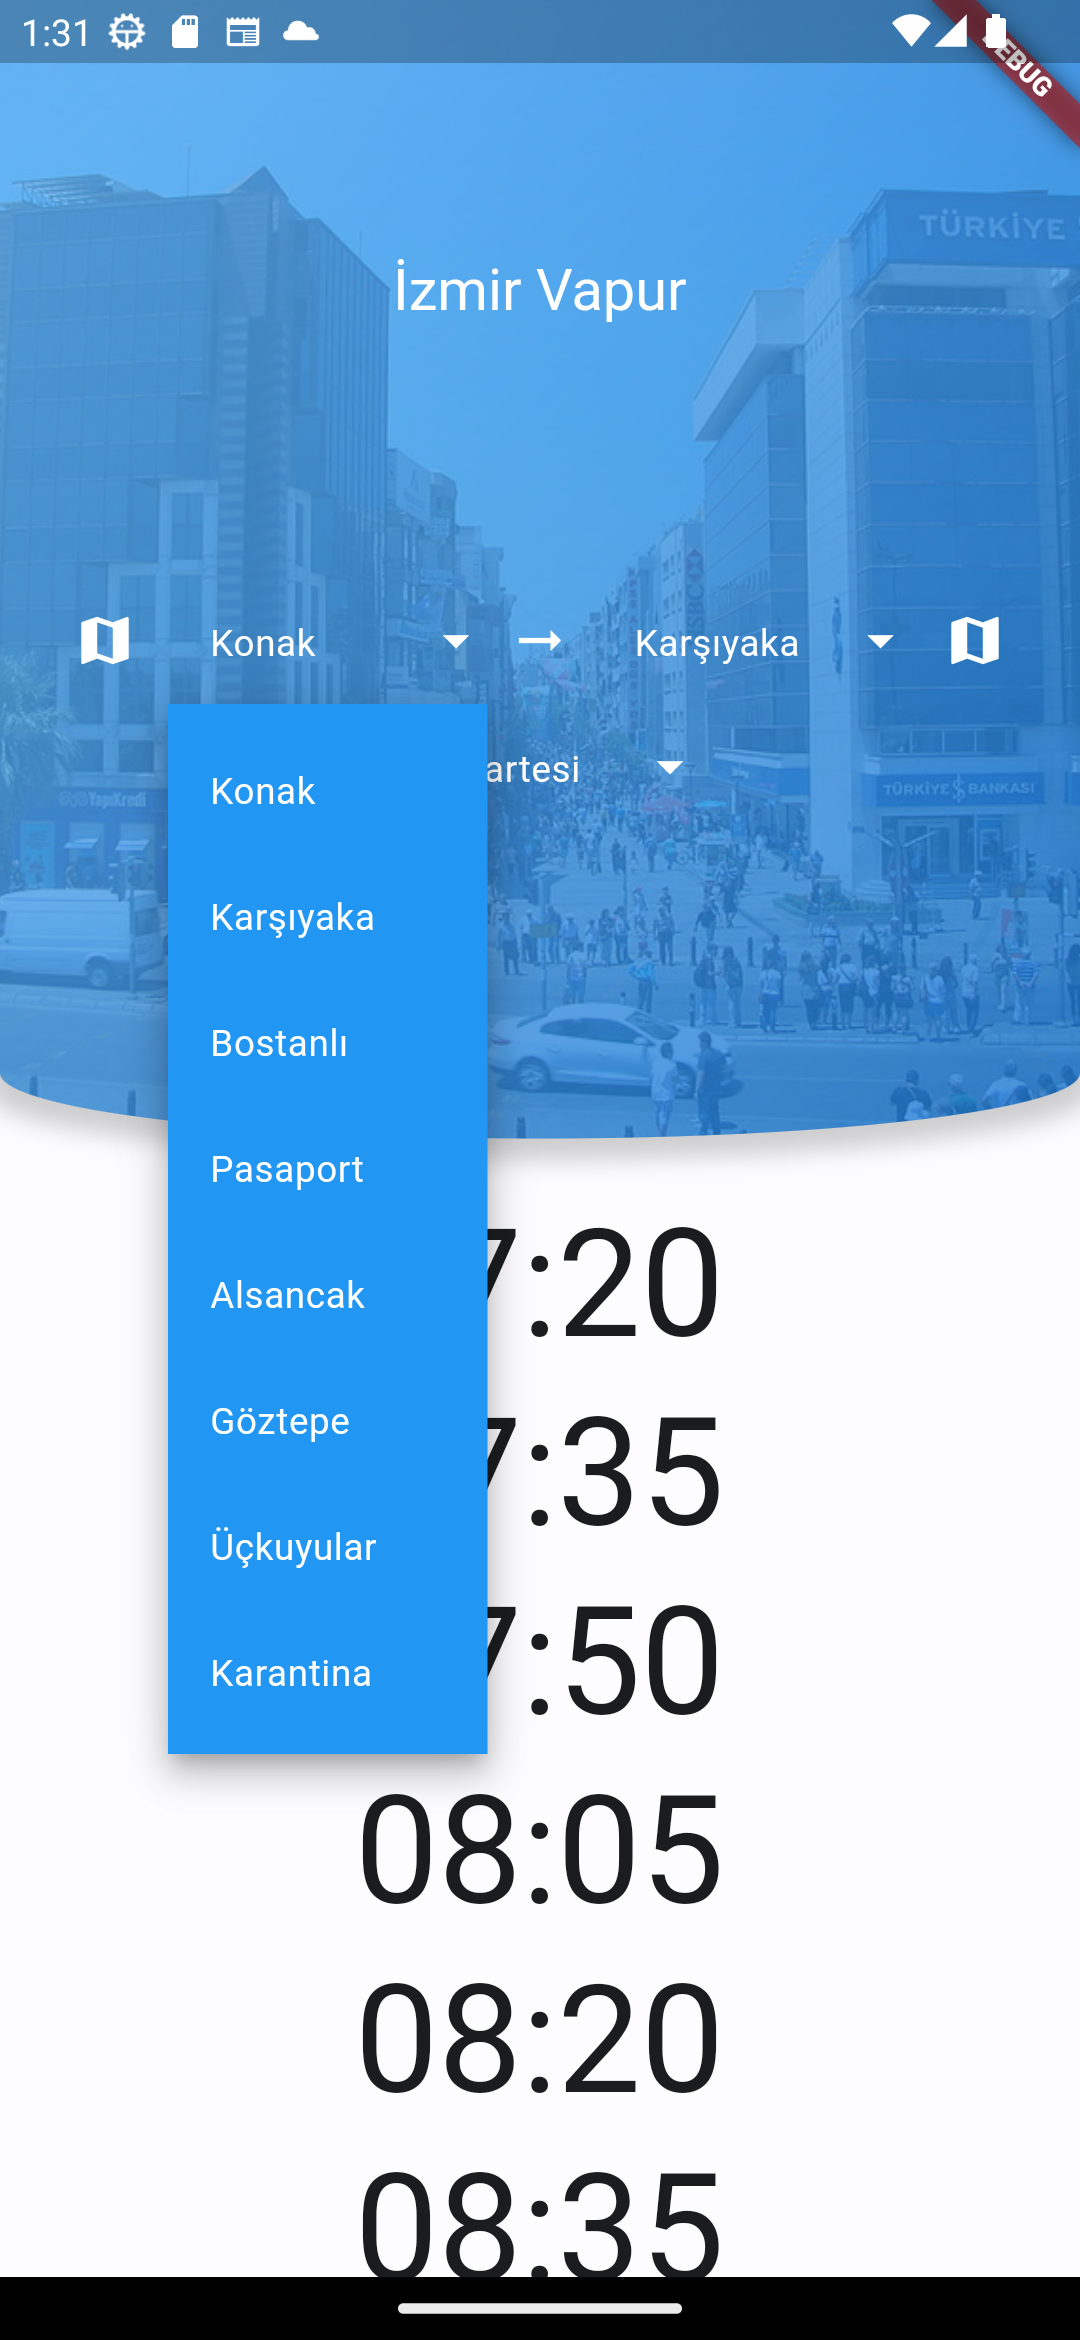 1:31
DEBUG
TÜRKİYE
İzmir Vapur
Konak
Karşıyaka
artesi
YapıKredi
TÜRKİYE İŞ BANKASI
Konak
Karşıyaka
Bostanlı
Pasaport
Alsancak
Göztepe
Üçkuyular
Karantina
7:20
7:35
7:50
08:05
08:20
08:35